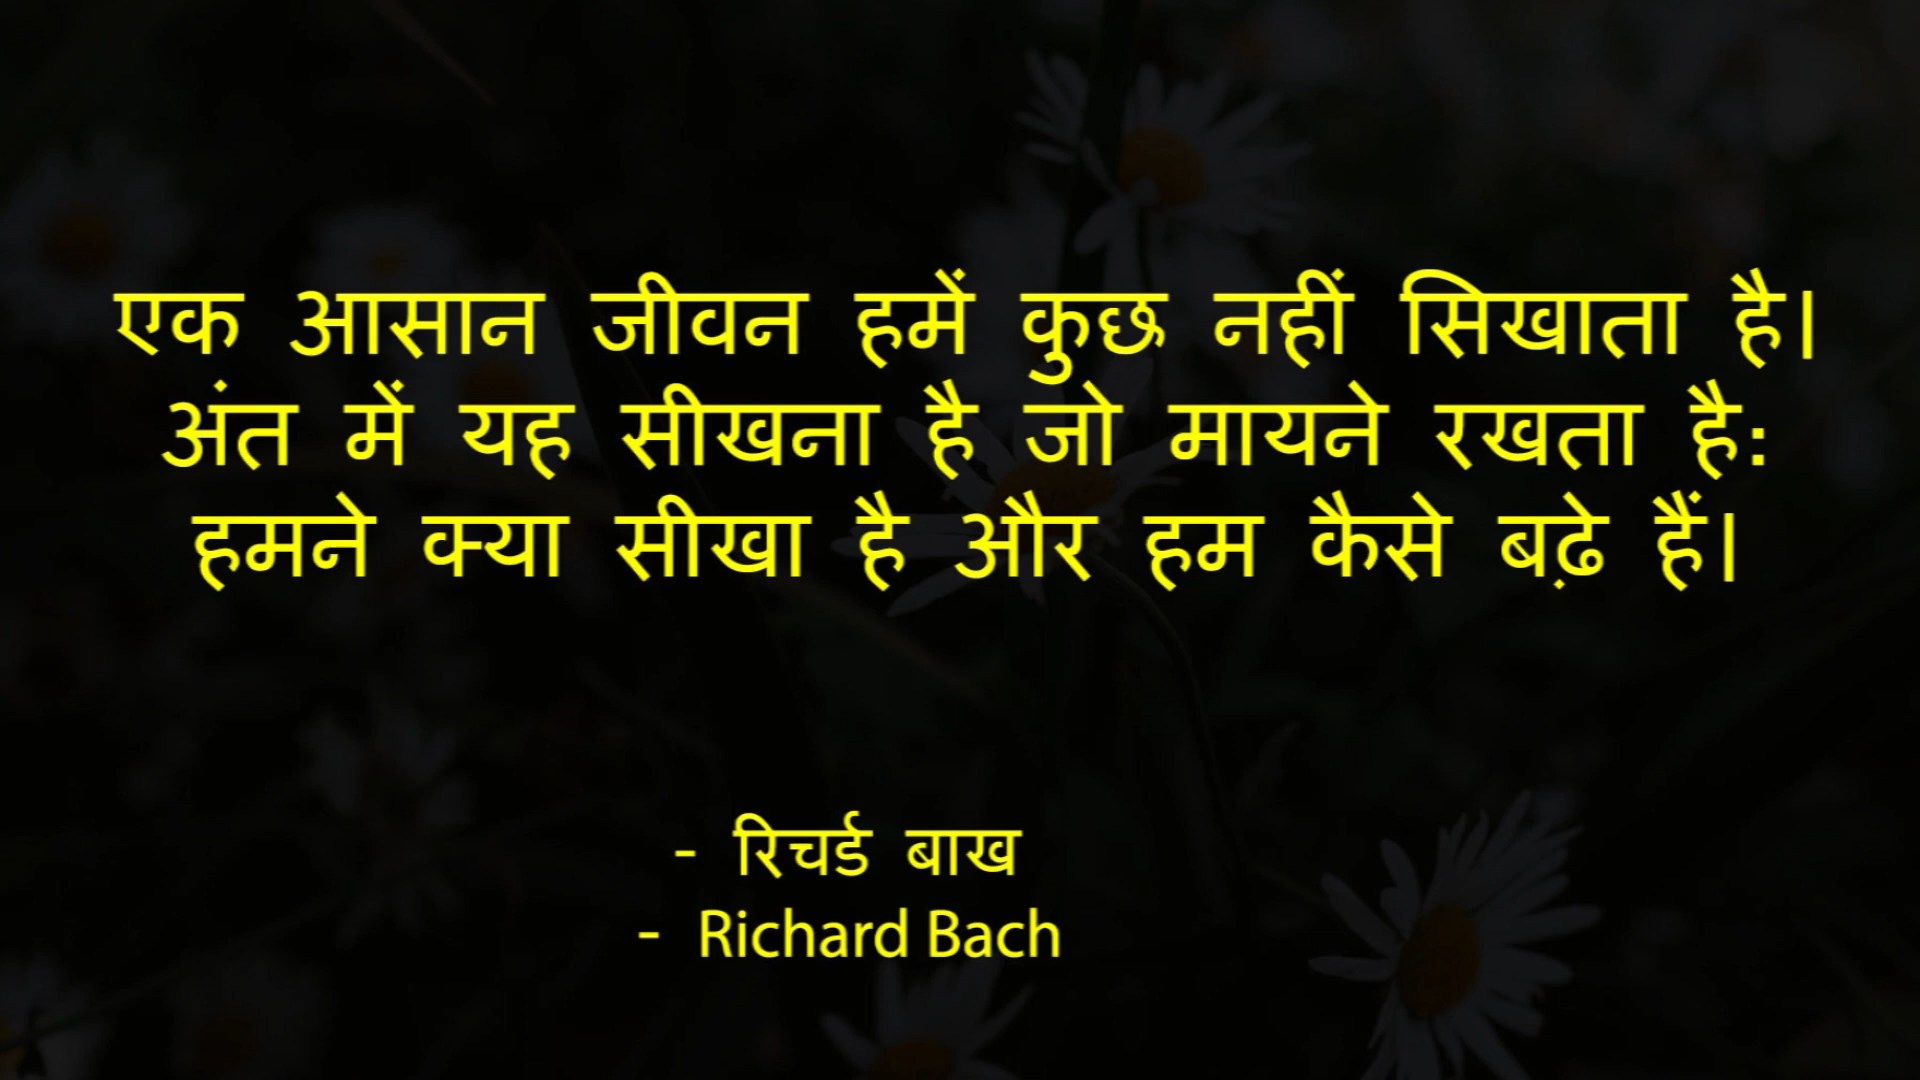 एक आसान जीवन हमें कुछ नहीं सिखाता है।
अंत में यह सीखना है जो मायने रखता है:
हमने क्या सीखा है और हम कैसे बढ़े हैं।
- रिचर्ड बाख
- Richard Bach